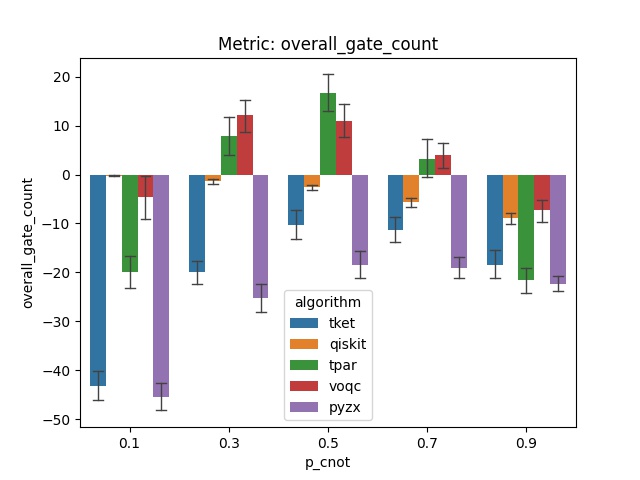 Metric: overall_gate_count
20
10
0
−10
−20
−30
−40
−50
overall_gate_count
algorithm
tket
qiskit
tpar
voqc
pyzx
0.1 0.3 0.5 0.7 0.9
p_cnot